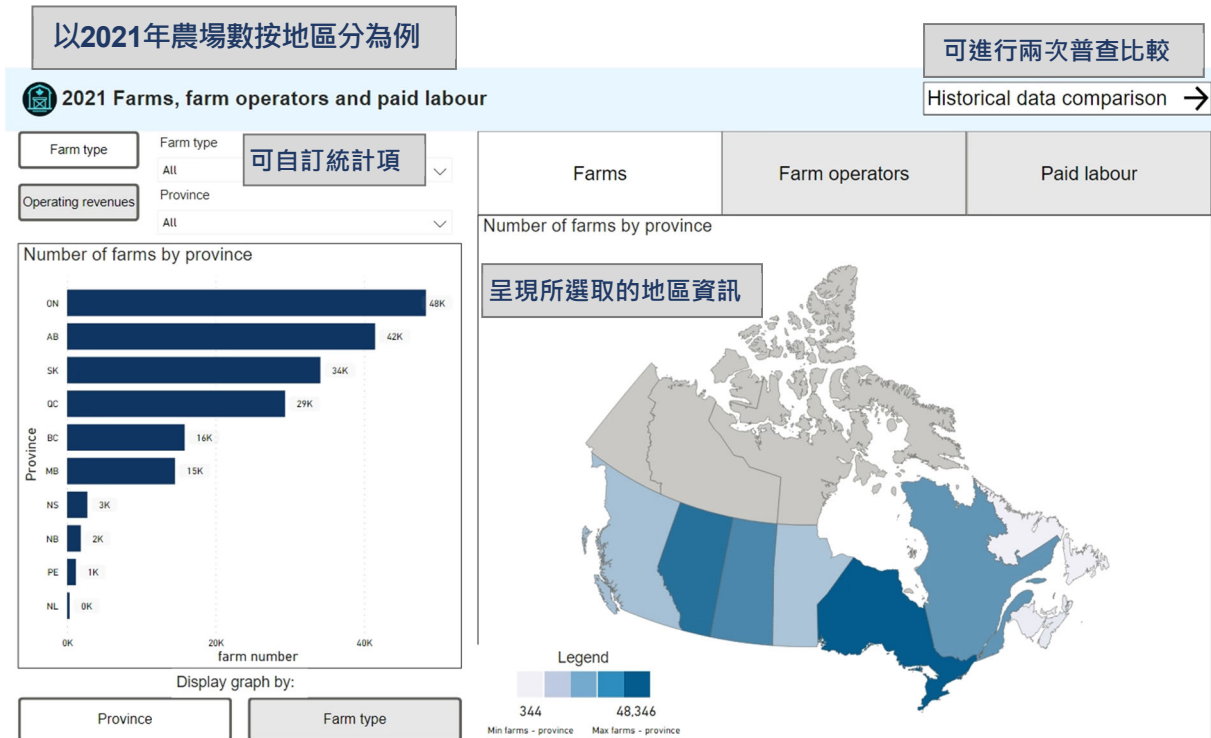 以2021年農場數按地區分為例
可進行兩次普查比較
2021 Farms, farm operators and paid labour
Historical data comparison
Farm type
Operating revenues
Farm type
All
可自訂統計項
Province
All
Farms
Farm operators
Paid labour
Number of farms by province
Province
ON
48K
AB
42K
SK
34K
QC
29K
BC
16K
MB
15K
NS
3K
NB
2K
PE
1K
NL
0K
0K
20K
40K
farm number
Display graph by:
Province
Farm type
Number of farms by province
呈現所選取的地區資訊
Legend
344
48,346
Min farms - province
Max farms - province